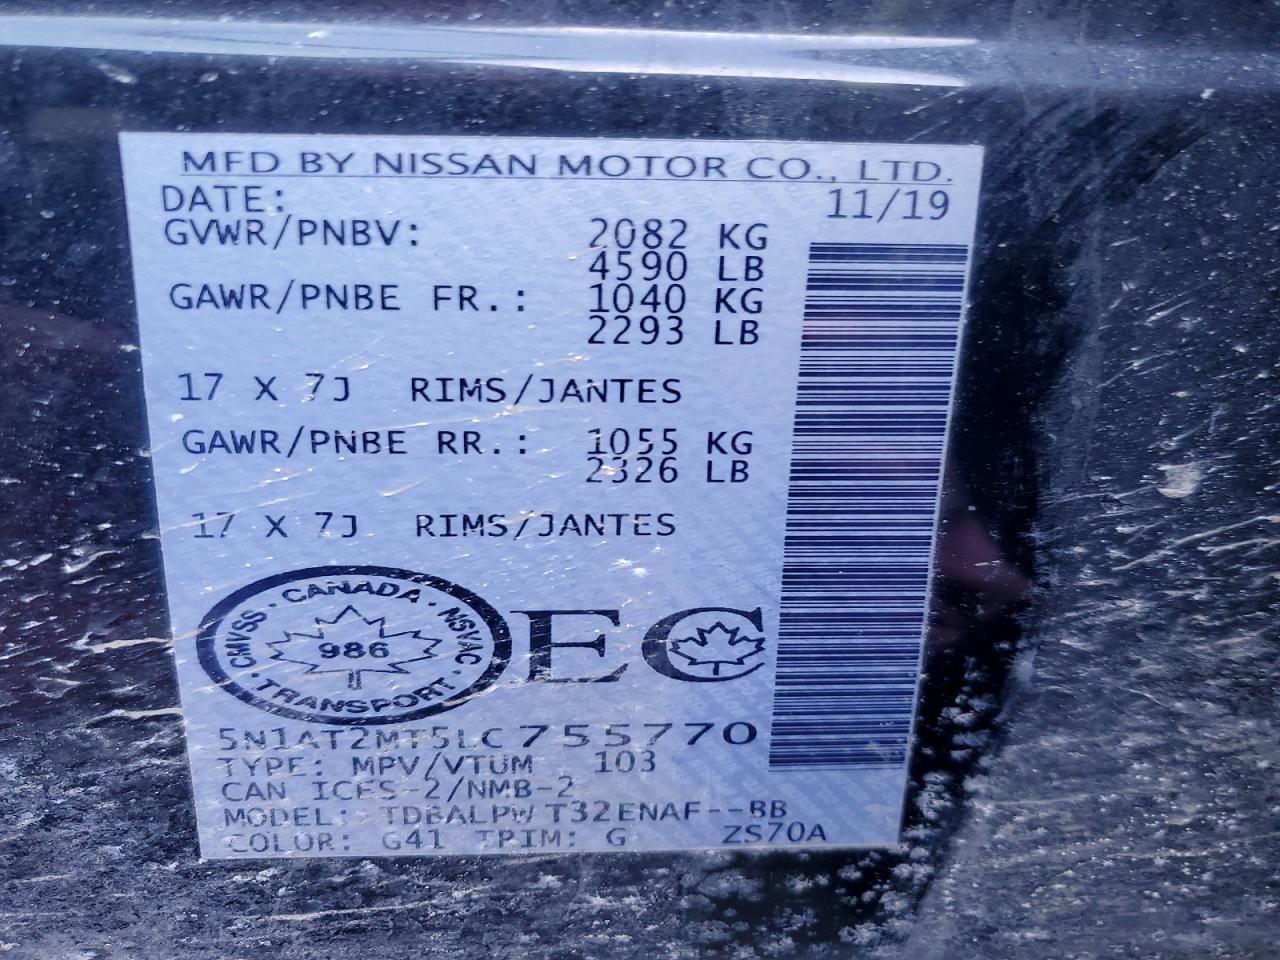 MFD BY NISSAN MOTOR CO., LTD.
DATE: 11/19
GVWR/PNBV: 2082 KG
4590 LB
GAWR/PNBE FR.: 1040 KG
2293 LB
17 X 7J RIMS/JANTES
GAWR/PNBE RR.: 1055 KG
2326 LB
17 X 7J RIMS/JANTES
CANADA · NSVAC · TRANSPORT · CMVSS ·
986
EC
5N1AT2MT5LC755770
TYPE: MPV/VTUM 103
CAN ICES-2/NMB-2
MODEL: TDBALPW T32ENAF--BB
COLOR: G41 TRIM: G ZS70A